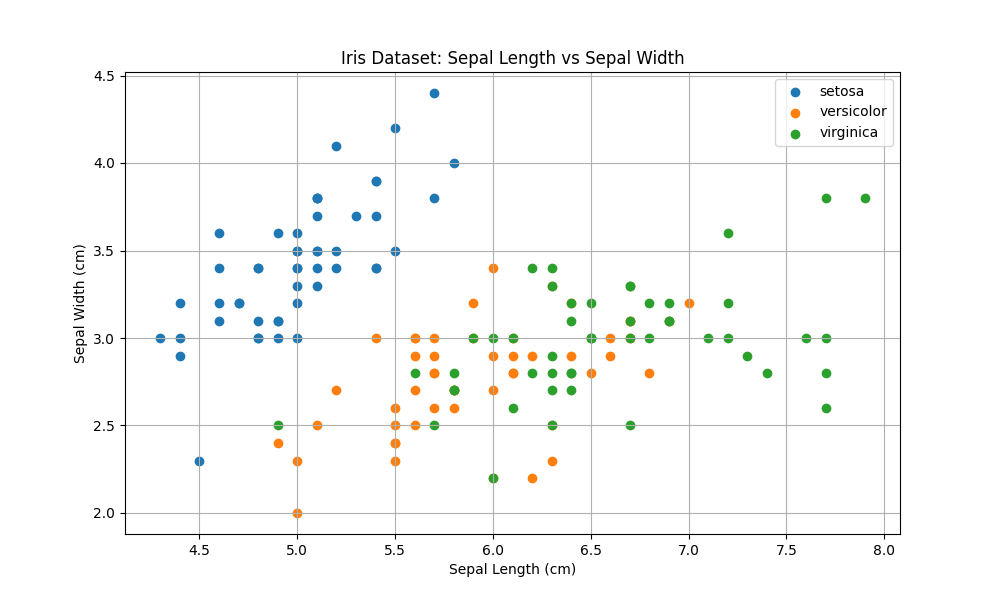 Iris Dataset: Sepal Length vs Sepal Width
setosa
versicolor
virginica
4.5
4.0
3.5
3.0
2.5
2.0
Sepal Width (cm)
4.5 5.0 5.5 6.0 6.5 7.0 7.5 8.0
Sepal Length (cm)